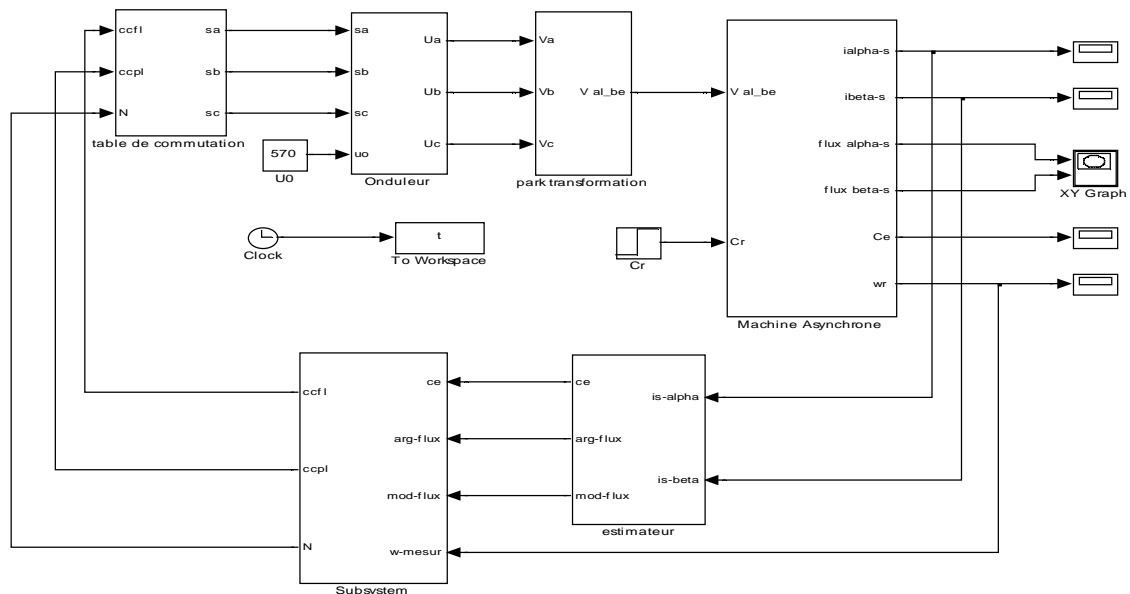 ccfl
ccpl
N
sa
sb
sc
table de commutation
570
U0
sa
sb
sc
uo
Ua
Ub
Uc
Onduleur
Va
Vb
Vc
V al_be
park transformation
Clock
t
To Workspace
Cr
V al_be
Cr
ialpha-s
ibeta-s
flux alpha-s
flux beta-s
Ce
wr
Machine Asynchrone
XY Graph
ccfl
ccpl
N
ce
arg-flux
mod-flux
w-mesur
Subsystem
ce
arg-flux
mod-flux
is-alpha
is-beta
estimateur